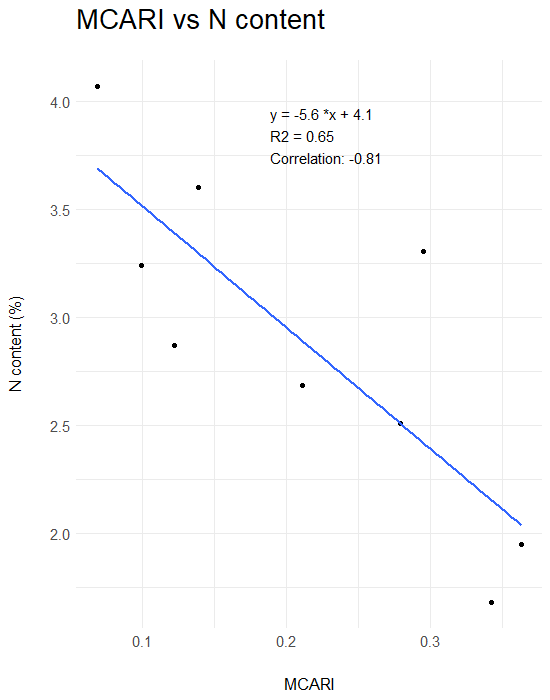 MCARI vs N content
y = -5.6 *x + 4.1
R2 = 0.65
Correlation: -0.81
4.0
3.5
3.0
2.5
2.0
N content (%)
0.1 0.2 0.3
MCARI